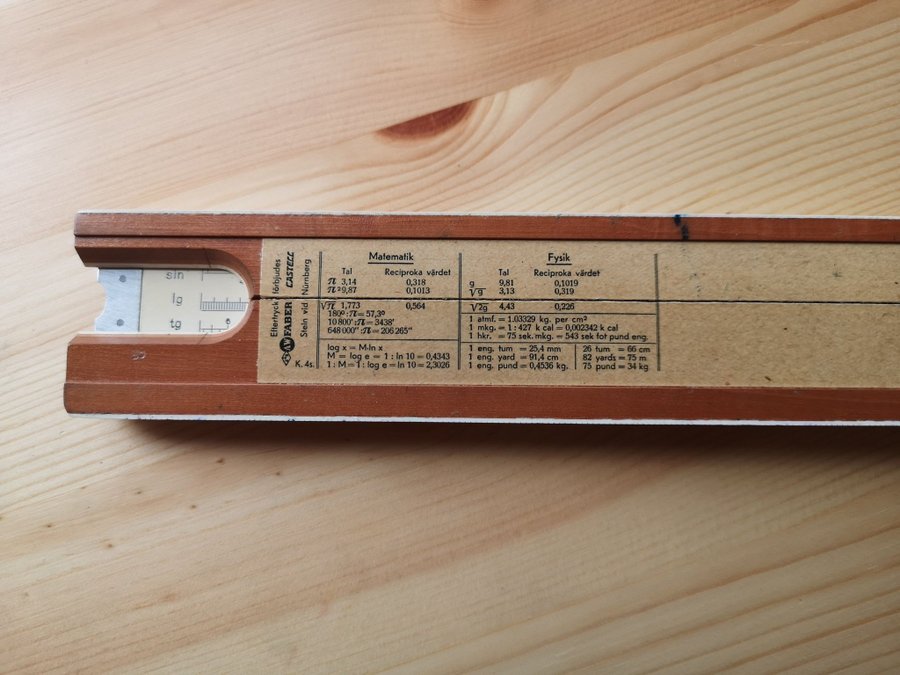 sin
lg
tg
Eftertryck förbjudes
A.W. FABER CASTELL
Stein vid Nürnberg
K. 4s.
Matematik
Tal Reciproka värdet
π 3,14 0,318
π² 9,87 0,1013
√π 1,773 0,564
180° : π = 57,3°
10 800' : π = 3438'
648 000" : π = 206 265"
log x = M·ln x
M = log e = 1 : ln 10 = 0,4343
1 : M = 1 : log e = ln 10 = 2,3026
Fysik
Tal Reciproka värdet
g 9,81 0,1019
√g 3,13 0,319
√2g 4,43 0,226
1 atmf. = 1.03329 kg. per cm²
1 mkg. = 1 : 427 k cal = 0,002342 k cal
1 hkr. = 75 sek.mkg. = 543 sek fot pund eng.
1 eng. tum = 25,4 mm 26 tum = 66 cm
1 eng. yard = 91,4 cm 82 yards = 75 m
1 eng. pund = 0,4536 kg. 75 pund = 34 kg